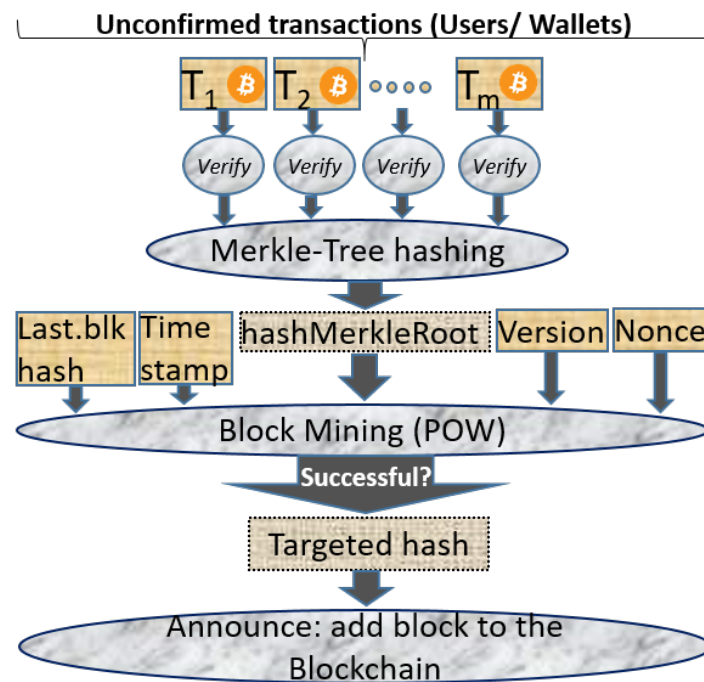 Unconfirmed transactions (Users/ Wallets)
T1 T2 Tm
Verify Verify Verify Verify
Merkle-Tree hashing
Last.blk hash
Time stamp
hashMerkleRoot
Version
Nonce
Block Mining (POW)
Successful?
Targeted hash
Announce: add block to the
Blockchain